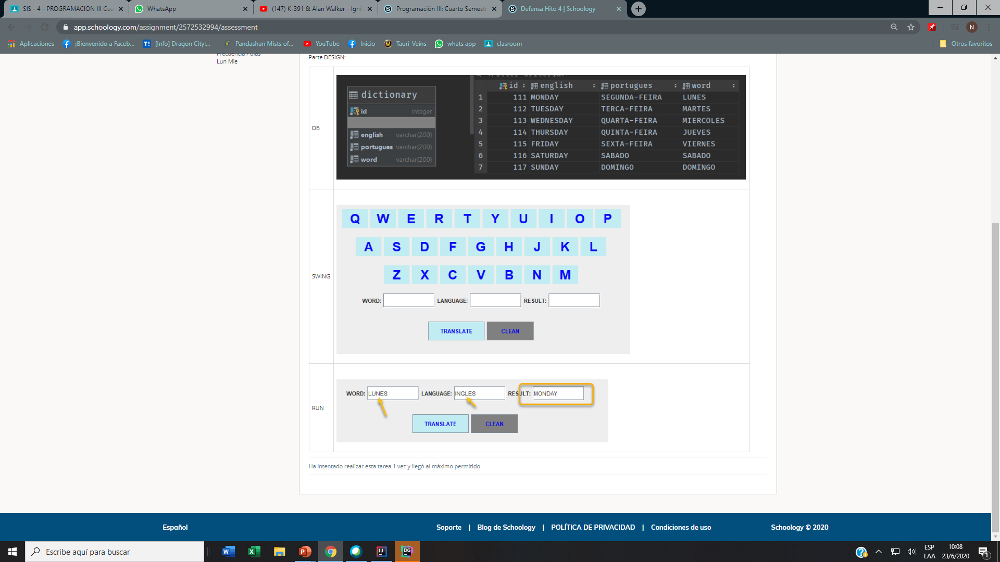 SIS - 4 - PROGRAMACION III Cua
WhatsApp
(147) K-391 & Alan Walker - Igni
Programación III: Cuarto Semestr
Defensa Hito 4 | Schoology
app.schoology.com/assignment/2572532994/assessment
N
Aplicaciones
¡Bienvenido a Faceb...
[Info] Dragon City:...
Pandashan Mists of...
YouTube
Inicio
Tauri-Veins
whats app
clasroom
Otros favoritos
Frecuencia / días
Lun Mie
Parte DESIGN:
DB
dictionary
id integer
english varchar(200)
portugues varchar(200)
word varchar(200)
<Filter Criteria>
id english portugues word
1 111 MONDAY SEGUNDA-FEIRA LUNES
2 112 TUESDAY TERCA-FEIRA MARTES
3 113 WEDNESDAY QUARTA-FEIRA MIERCOLES
4 114 THURSDAY QUINTA-FEIRA JUEVES
5 115 FRIDAY SEXTA-FEIRA VIERNES
6 116 SATURDAY SABADO SABADO
7 117 SUNDAY DOMINGO DOMINGO
SWING
Q W E R T Y U I O P
A S D F G H J K L
Z X C V B N M
WORD: LANGUAGE: RESULT:
TRANSLATE CLEAN
RUN
WORD: LUNES LANGUAGE: INGLES RESULT: MONDAY
TRANSLATE CLEAN
Ha intentado realizar esta tarea 1 vez y llegó al máximo permitido
Español
Soporte | Blog de Schoology | POLÍTICA DE PRIVACIDAD | Condiciones de uso
Schoology © 2020
Escribe aquí para buscar
ESP
LAA
10:08
23/6/2020
1